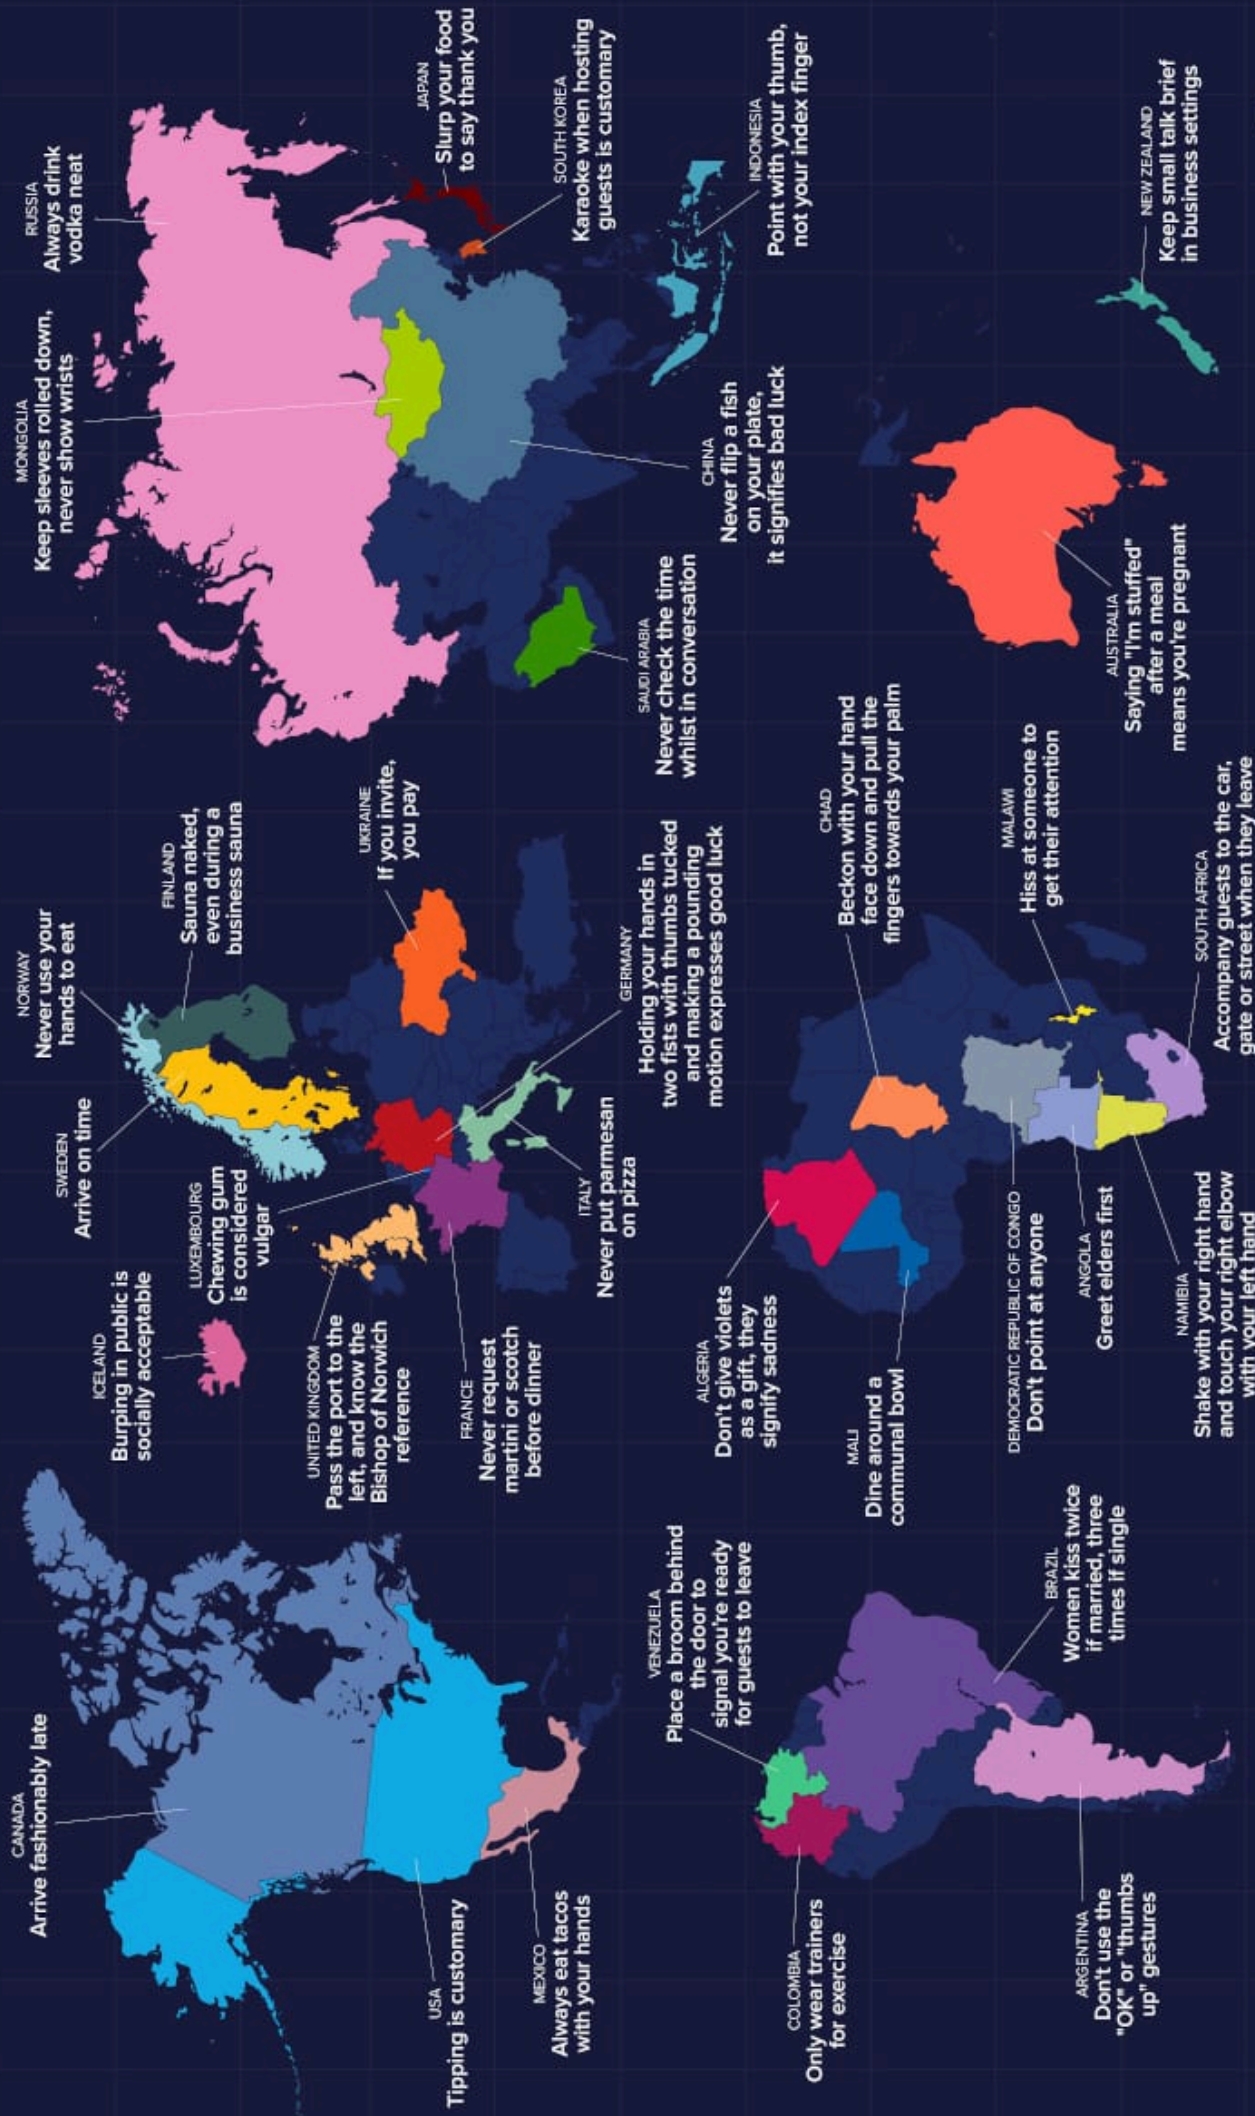 CANADA
Arrive fashionably late
USA
Tipping is customary
MEXICO
Always eat tacos
with your hands
ICELAND
Burping in public is
socially acceptable
SWEDEN
Arrive on time
NORWAY
Never use your
hands to eat
FINLAND
Sauna naked,
even during a
business sauna
LUXEMBOURG
Chewing gum
is considered
vulgar
UNITED KINGDOM
Pass the port to the
left, and know the
Bishop of Norwich
reference
FRANCE
Never request
martini or scotch
before dinner
UKRAINE
If you invite,
you pay
ITALY
Never put parmesan
on pizza
GERMANY
Holding your hands in
two fists with thumbs tucked
and making a pounding
motion expresses good luck
MONGOLIA
Keep sleeves rolled down,
never show wrists
RUSSIA
Always drink
vodka neat
JAPAN
Slurp your food
to say thank you
SOUTH KOREA
Karaoke when hosting
guests is customary
SAUDI ARABIA
Never check the time
whilst in conversation
CHINA
Never flip a fish
on your plate,
it signifies bad luck
INDONESIA
Point with your thumb,
not your index finger
VENEZUELA
Place a broom behind
the door to
signal you're ready
for guests to leave
COLOMBIA
Only wear trainers
for exercise
BRAZIL
Women kiss twice
if married, three
times if single
ARGENTINA
Don't use the
"OK" or "thumbs
up" gestures
ALGERIA
Don't give violets
as a gift, they
signify sadness
MALI
Dine around a
communal bowl
CHAD
Beckon with your hand
face down and pull the
fingers towards your palm
DEMOCRATIC REPUBLIC OF CONGO
Don't point at anyone
ANGOLA
Greet elders first
NAMIBIA
Shake with your right hand
and touch your right elbow
with your left hand
MALAWI
Hiss at someone to
get their attention
SOUTH AFRICA
Accompany guests to the car,
gate or street when they leave
AUSTRALIA
Saying "I'm stuffed"
after a meal
means you're pregnant
NEW ZEALAND
Keep small talk brief
in business settings